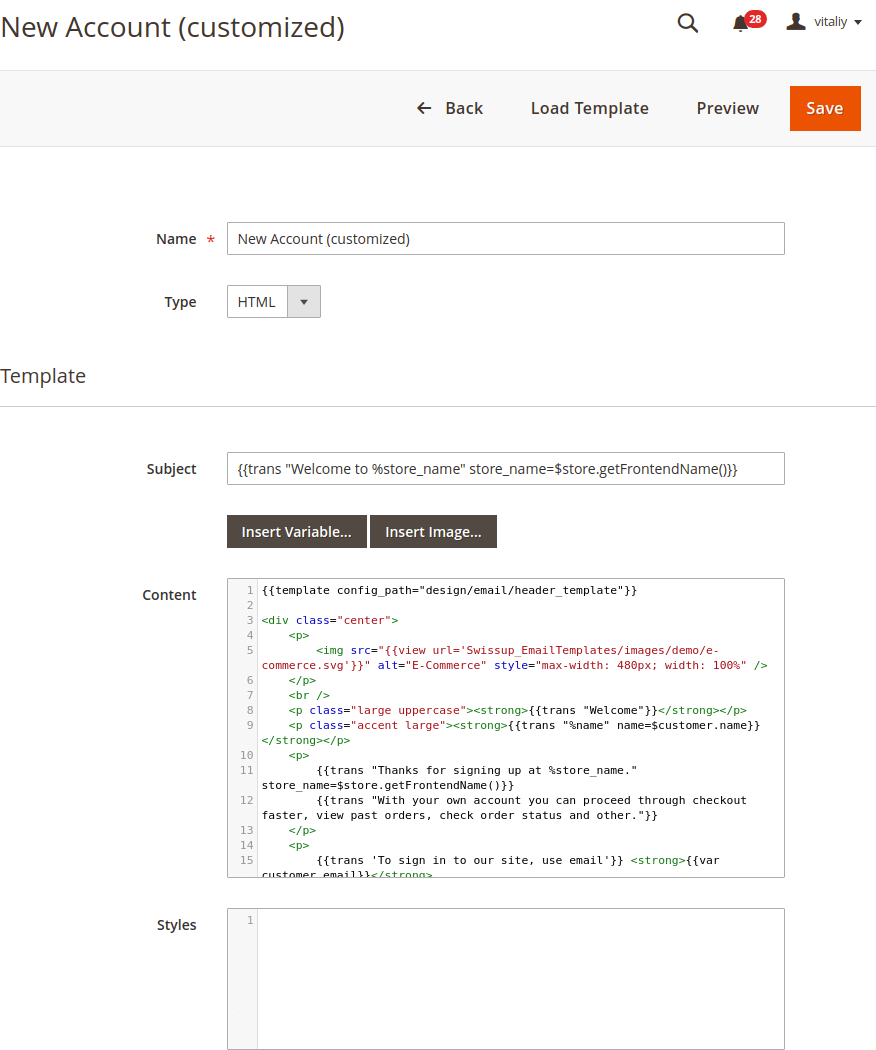 New Account (customized)
28
vitaliy
Back
Load Template
Preview
Save
Name *
New Account (customized)
Type
HTML
Template
Subject
{{trans "Welcome to %store_name" store_name=$store.getFrontendName()}}
Insert Variable...
Insert Image...
Content
1 {{template config_path="design/email/header_template"}}
2
3 <div class="center">
4     <p>
5         <img src="{{view url='Swissup_EmailTemplates/images/demo/e-
commerce.svg'}}" alt="E-Commerce" style="max-width: 480px; width: 100%" />
6     </p>
7     <br />
8     <p class="large uppercase"><strong>{{trans "Welcome"}}</strong></p>
9     <p class="accent large"><strong>{{trans "%name" name=$customer.name}}
</strong></p>
10     <p>
11         {{trans "Thanks for signing up at %store_name."
store_name=$store.getFrontendName()}}
12         {{trans "With your own account you can proceed through checkout
faster, view past orders, check order status and other."}}
13     </p>
14     <p>
15         {{trans 'To sign in to our site, use email'}} <strong>{{var
customer.email}}</strong>
Styles
1